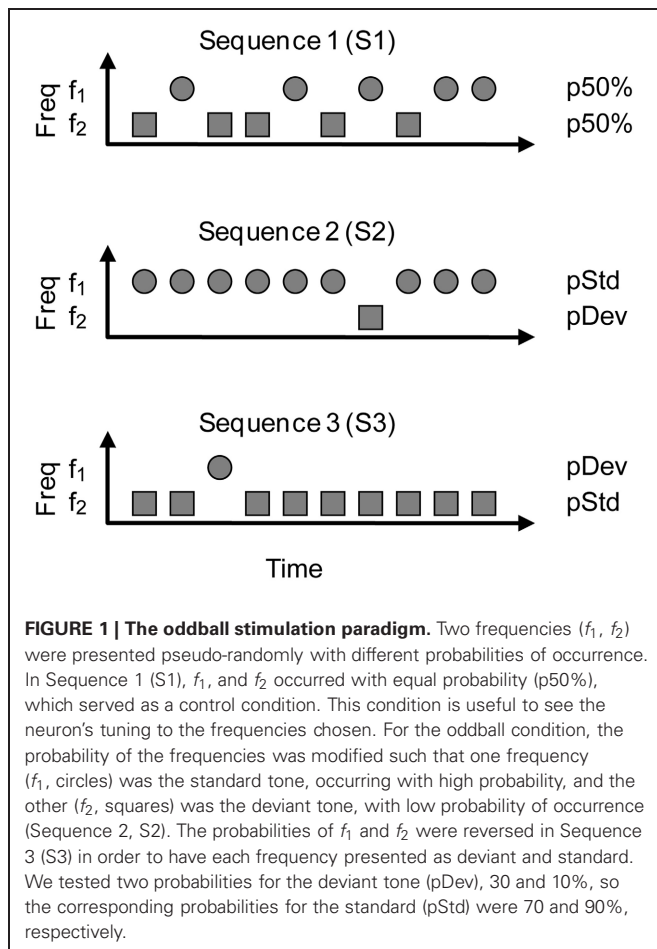 Sequence 1 (S1)
Freq f₁ p50%
f₂ p50%
Sequence 2 (S2)
Freq f₁ pStd
f₂ pDev
Sequence 3 (S3)
Freq f₁ pDev
f₂ pStd
Time
FIGURE 1 | The oddball stimulation paradigm. Two frequencies (f₁, f₂)
were presented pseudo-randomly with different probabilities of occurrence.
In Sequence 1 (S1), f₁, and f₂ occurred with equal probability (p50%),
which served as a control condition. This condition is useful to see the
neuron's tuning to the frequencies chosen. For the oddball condition, the
probability of the frequencies was modified such that one frequency
(f₁, circles) was the standard tone, occurring with high probability, and the
other (f₂, squares) was the deviant tone, with low probability of occurrence
(Sequence 2, S2). The probabilities of f₁ and f₂ were reversed in Sequence
3 (S3) in order to have each frequency presented as deviant and standard.
We tested two probabilities for the deviant tone (pDev), 30 and 10%, so
the corresponding probabilities for the standard (pStd) were 70 and 90%,
respectively.